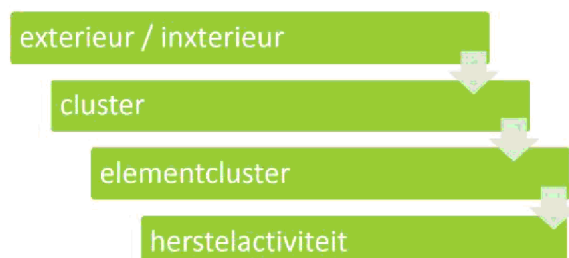 exterieur / inxterieur
cluster
elementcluster
herstelactiviteit